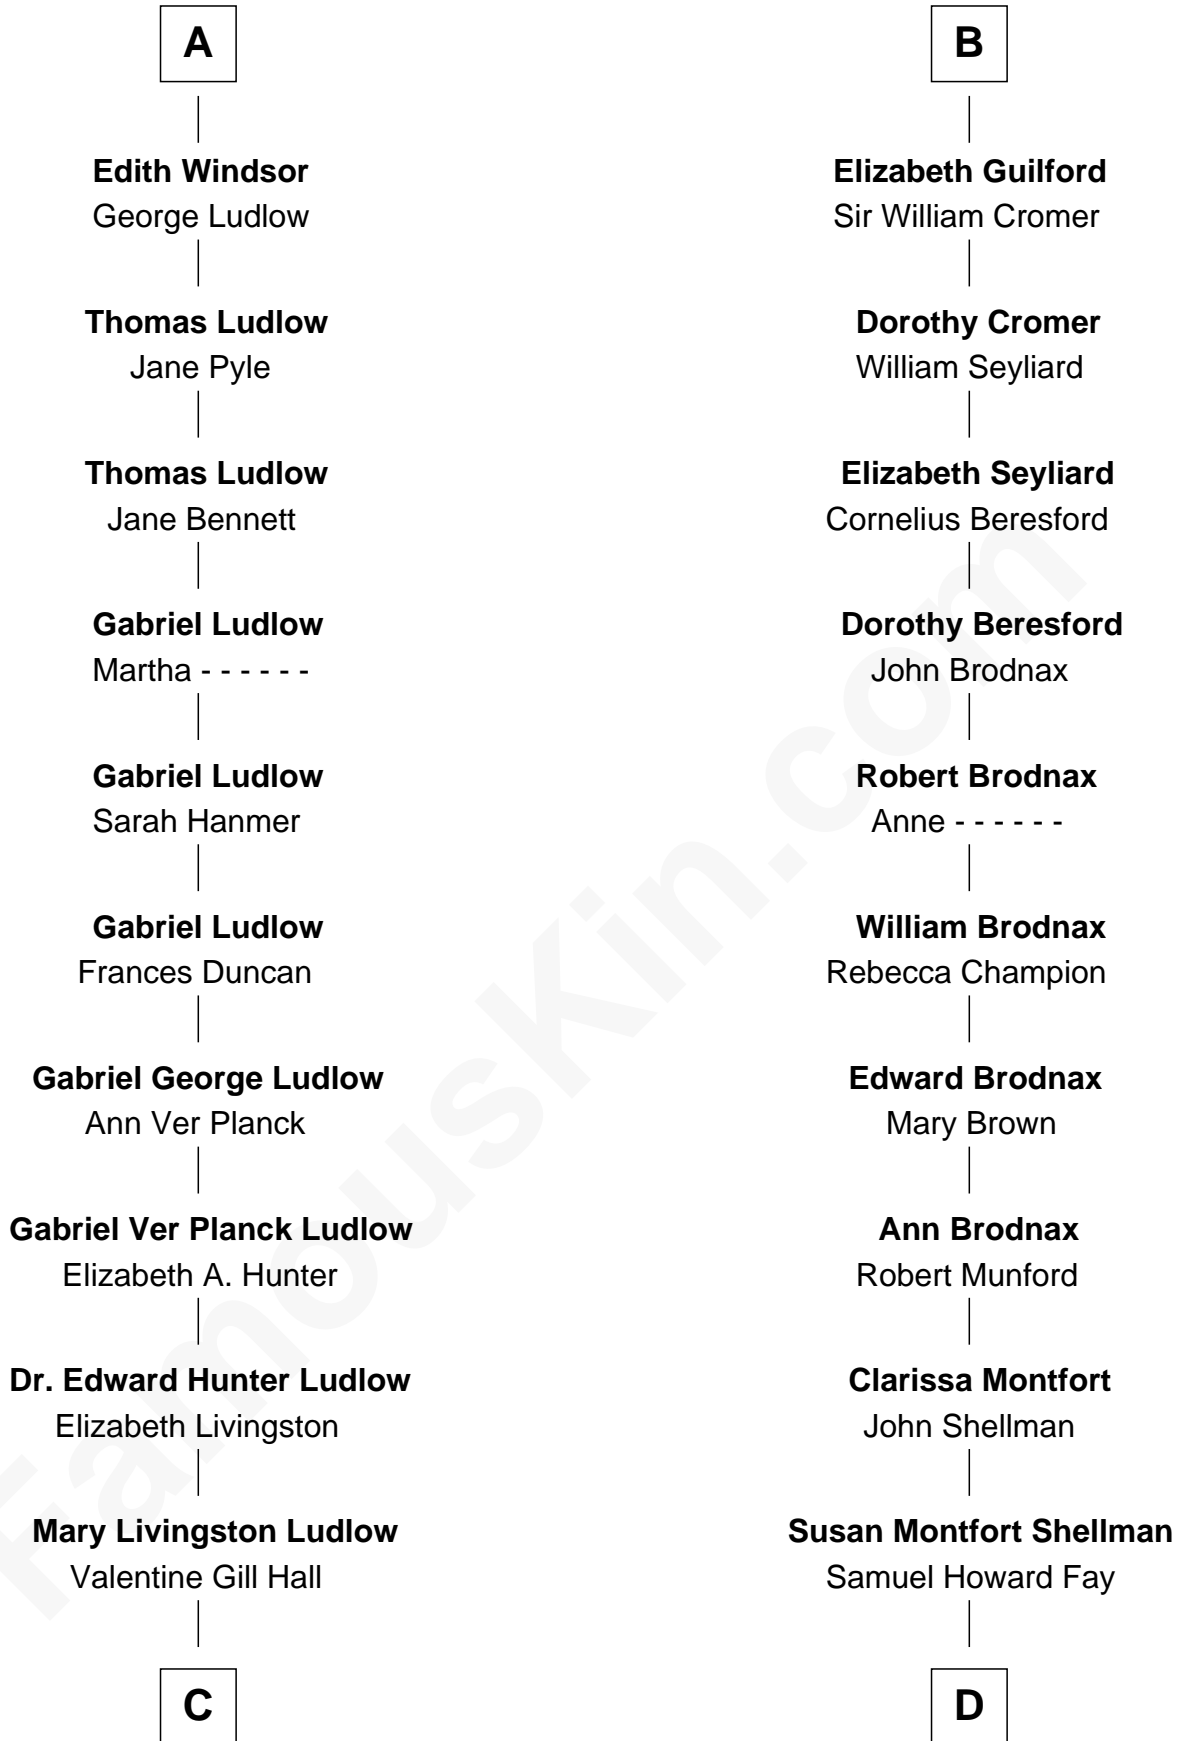 A
Edith Windsor
George Ludlow
Thomas Ludlow
Jane Pyle
Thomas Ludlow
Jane Bennett
Gabriel Ludlow
Martha - - - - - -
Gabriel Ludlow
Sarah Hanmer
Gabriel Ludlow
Frances Duncan
Gabriel George Ludlow
Ann Ver Planck
Gabriel Ver Planck Ludlow
Elizabeth A. Hunter
Dr. Edward Hunter Ludlow
Elizabeth Livingston
Mary Livingston Ludlow
Valentine Gill Hall
C
B
Elizabeth Guilford
Sir William Cromer
Dorothy Cromer
William Seyliard
Elizabeth Seyliard
Cornelius Beresford
Dorothy Beresford
John Brodnax
Robert Brodnax
Anne - - - - - -
William Brodnax
Rebecca Champion
Edward Brodnax
Mary Brown
Ann Brodnax
Robert Munford
Clarissa Montfort
John Shellman
Susan Montfort Shellman
Samuel Howard Fay
D
FamousKin.com